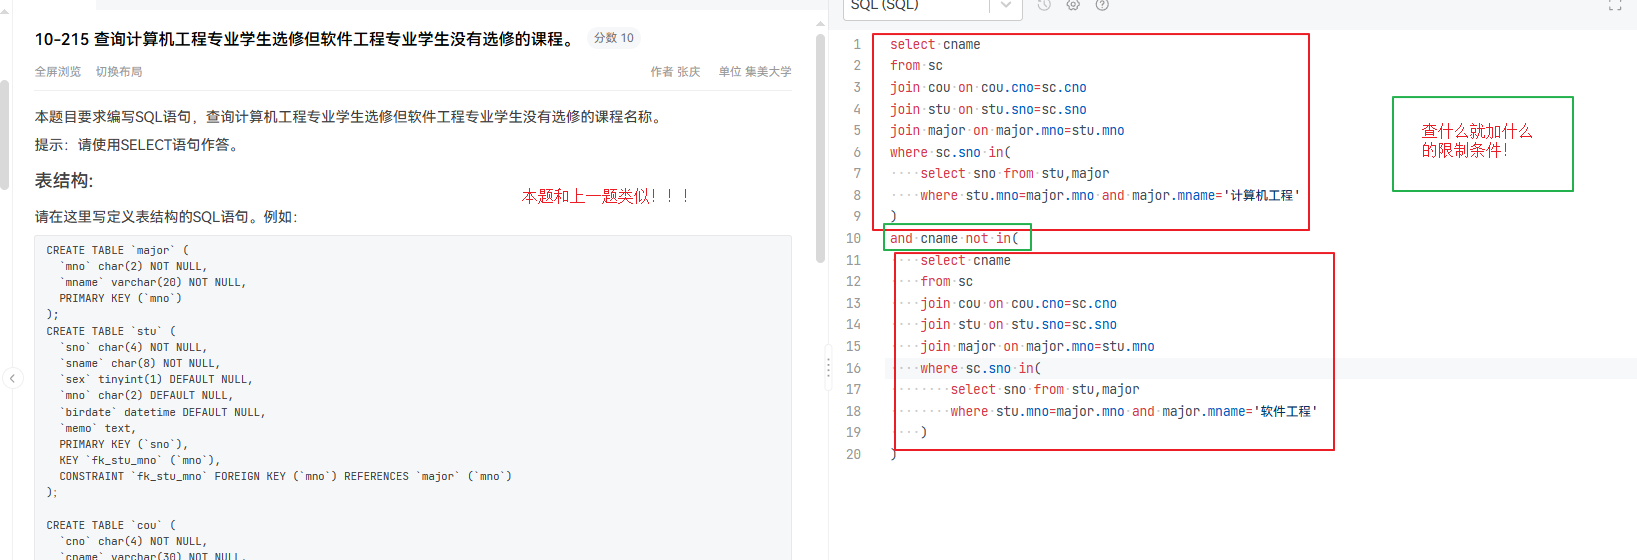 10-215 查询计算机工程专业学生选修但软件工程专业学生没有选修的课程。 分数 10
全屏浏览 切换布局 作者 张庆 单位 集美大学
本题目要求编写SQL语句，查询计算机工程专业学生选修但软件工程专业学生没有选修的课程名称。
提示：请使用SELECT语句作答。
表结构:
本题和上一题类似！！！
请在这里写定义表结构的SQL语句。例如：
CREATE TABLE `major` (
`mno` char(2) NOT NULL,
`mname` varchar(20) NOT NULL,
PRIMARY KEY (`mno`)
);
CREATE TABLE `stu` (
`sno` char(4) NOT NULL,
`sname` char(8) NOT NULL,
`sex` tinyint(1) DEFAULT NULL,
`mno` char(2) DEFAULT NULL,
`birdate` datetime DEFAULT NULL,
`memo` text,
PRIMARY KEY (`sno`),
KEY `fk_stu_mno` (`mno`),
CONSTRAINT `fk_stu_mno` FOREIGN KEY (`mno`) REFERENCES `major` (`mno`)
);
CREATE TABLE `cou` (
`cno` char(4) NOT NULL,
`cname` varchar(30) NOT NULL,
SQL (SQL)
1 select cname
2 from sc
3 join cou on cou.cno=sc.cno
4 join stu on stu.sno=sc.sno
5 join major on major.mno=stu.mno
6 where sc.sno in(
7 select sno from stu,major
8 where stu.mno=major.mno and major.mname='计算机工程'
9 )
10 and cname not in(
11 select cname
12 from sc
13 join cou on cou.cno=sc.cno
14 join stu on stu.sno=sc.sno
15 join major on major.mno=stu.mno
16 where sc.sno in(
17 select sno from stu,major
18 where stu.mno=major.mno and major.mname='软件工程'
19 )
20 )
查什么就加什么
的限制条件！